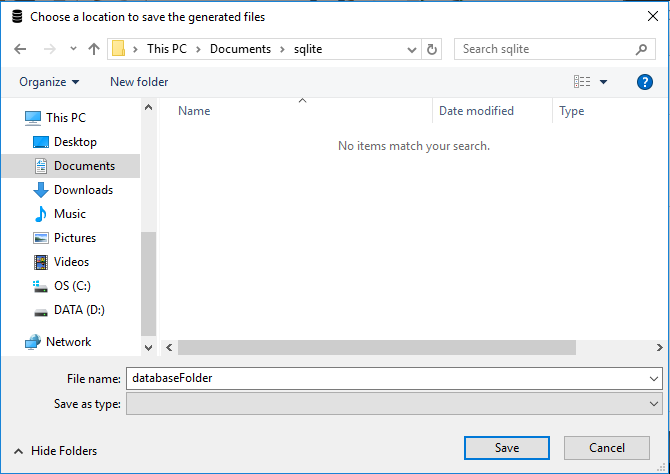 Choose a location to save the generated files
This PC > Documents > sqlite
Search sqlite
Organize
New folder
?
Name
Date modified
Type
No items match your search.
This PC
Desktop
Documents
Downloads
Music
Pictures
Videos
OS (C:)
DATA (D:)
Network
File name: databaseFolder
Save as type:
Hide Folders
Save
Cancel